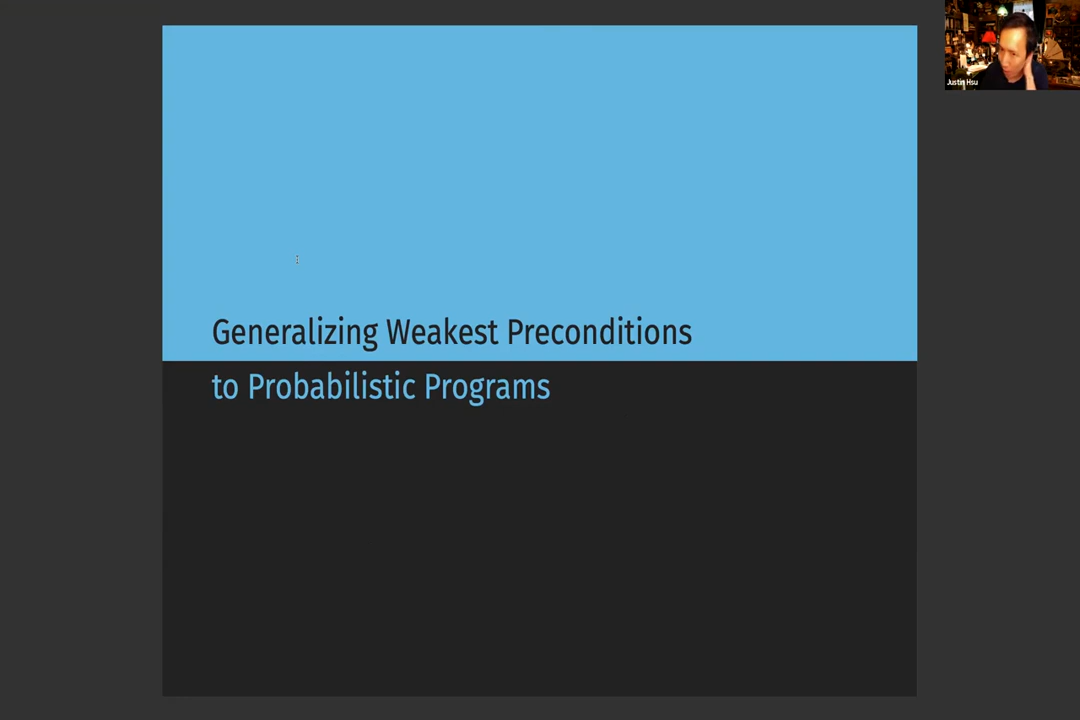 Justin Hsu
Generalizing Weakest Preconditions
to Probabilistic Programs